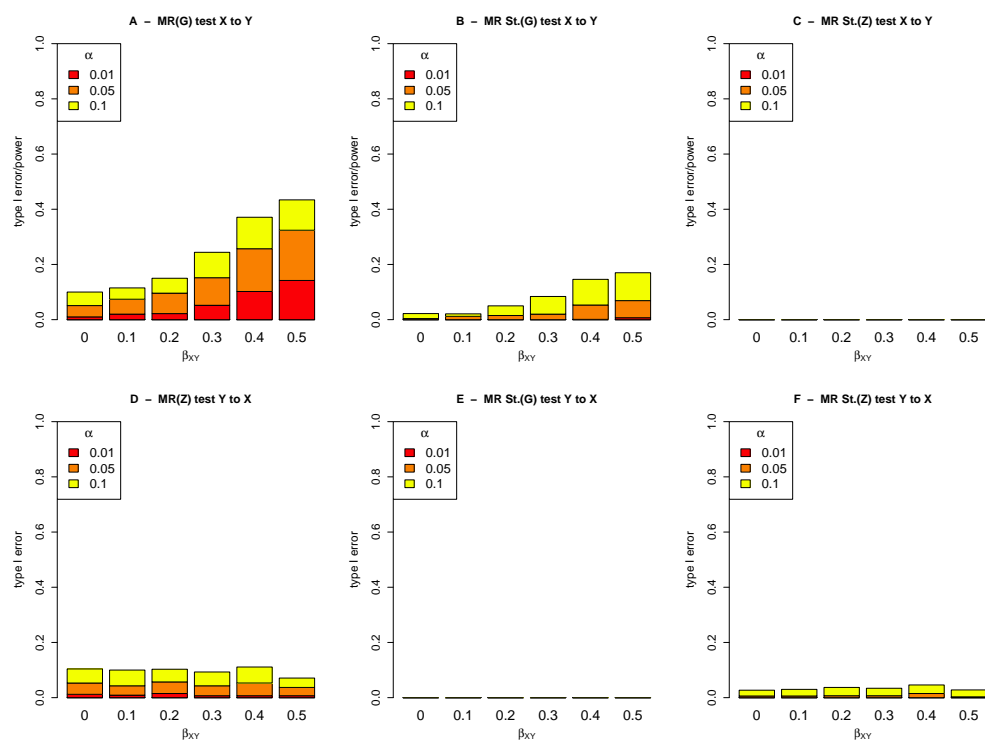 A – MR(G) test X to Y
α
0.01
0.05
0.1
type I error/power
0.0 0.2 0.4 0.6 0.8 1.0
0 0.1 0.2 0.3 0.4 0.5
βXY
B – MR St.(G) test X to Y
α
0.01
0.05
0.1
type I error/power
0.0 0.2 0.4 0.6 0.8 1.0
0 0.1 0.2 0.3 0.4 0.5
βXY
C – MR St.(Z) test X to Y
α
0.01
0.05
0.1
type I error/power
0.0 0.2 0.4 0.6 0.8 1.0
0 0.1 0.2 0.3 0.4 0.5
βXY
D – MR(Z) test Y to X
α
0.01
0.05
0.1
type I error
0.0 0.2 0.4 0.6 0.8 1.0
0 0.1 0.2 0.3 0.4 0.5
βXY
E – MR St.(G) test Y to X
α
0.01
0.05
0.1
type I error
0.0 0.2 0.4 0.6 0.8 1.0
0 0.1 0.2 0.3 0.4 0.5
βXY
F – MR St.(Z) test Y to X
α
0.01
0.05
0.1
type I error
0.0 0.2 0.4 0.6 0.8 1.0
0 0.1 0.2 0.3 0.4 0.5
βXY